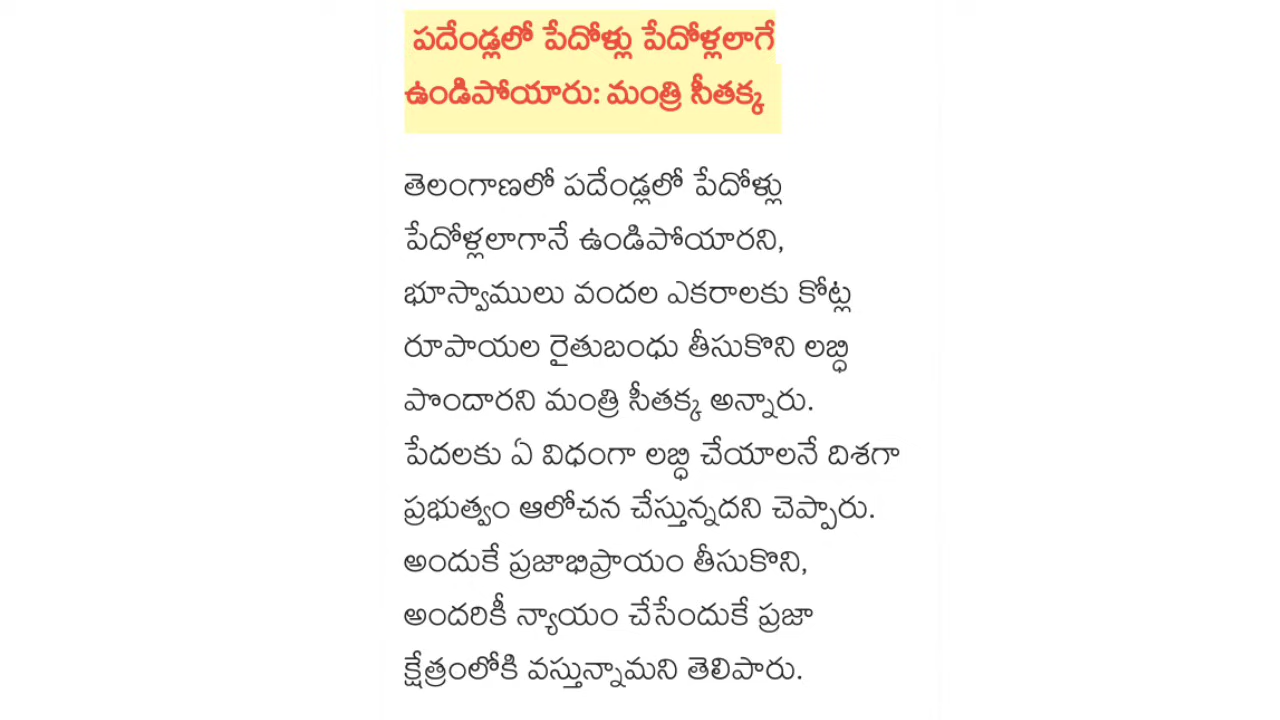 పదేండ్లలో పేదోళ్లు పేదోళ్లలాగే
ఉండిపోయారు: మంత్రి సీతక్క
తెలంగాణలో పదేండ్లలో పేదోళ్లు
పేదోళ్లలాగానే ఉండిపోయారని,
భూస్వాములు వందల ఎకరాలకు కోట్ల
రూపాయల రైతుబంధు తీసుకొని లబ్ధి
పొందారని మంత్రి సీతక్క అన్నారు.
పేదలకు ఏ విధంగా లబ్ధి చేయాలనే దిశగా
ప్రభుత్వం ఆలోచన చేస్తున్నదని చెప్పారు.
అందుకే ప్రజాభిప్రాయం తీసుకొని,
అందరికీ న్యాయం చేసేందుకే ప్రజా
క్షేత్రంలోకి వస్తున్నామని తెలిపారు.